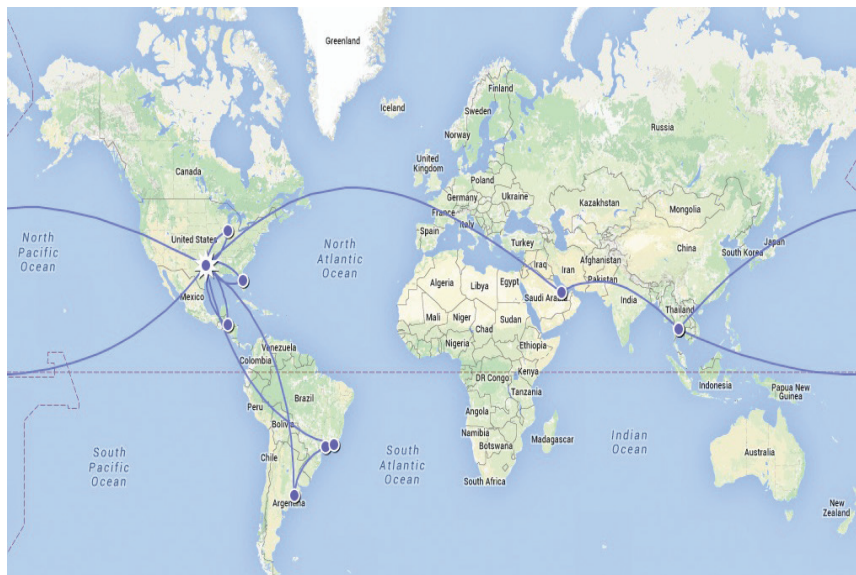 Greenland
Finland
Iceland
Sweden
Norway
Russia
Canada
United
Kingdom
Poland
Germany
Ukraine
Kazakhstan
Mongolia
France
Italy
United States
North
Pacific
Ocean
North
Atlantic
Ocean
Spain
Turkey
Afghanistan
China
South Korea
Japan
Iraq
Iran
Pakistan
Algeria
Libya
Egypt
Saudi
India
Mexico
Mali
Niger
Sudan
Chad
Thailand
Nigeria
Ethiopia
Venezuela
Colombia
DR Congo
Kenya
Tanzania
Indonesia
Papua New
Guinea
Peru
Brazil
Angola
Bolivia
Namibia
Botswana
Madagascar
Indian
Ocean
South
Pacific
Ocean
Chile
South
Atlantic
Ocean
Australia
South Africa
Argentina
New
Zealand